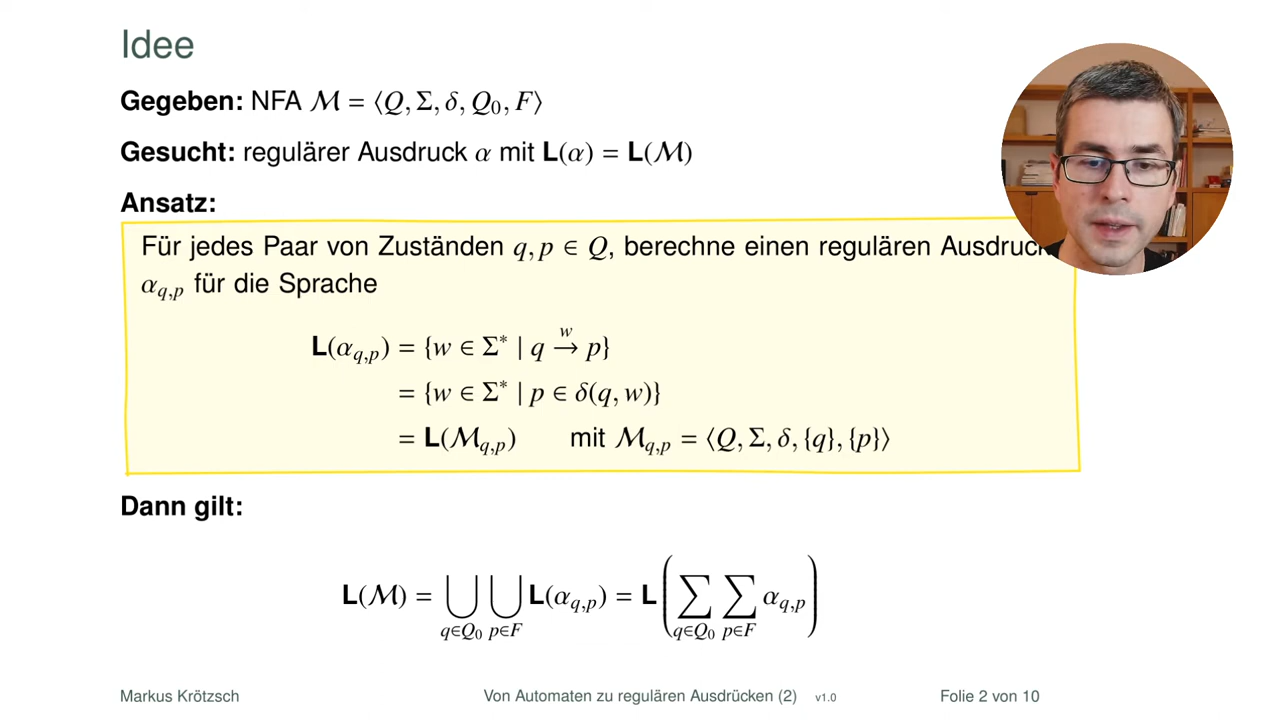 Idee
Gegeben: NFA ℳ = ⟨Q, Σ, δ, Q₀, F⟩
Gesucht: regulärer Ausdruck α mit L(α) = L(ℳ)
Ansatz:
Für jedes Paar von Zuständen q, p ∈ Q, berechne einen regulären Ausdruck
α_{q,p} für die Sprache
L(α_{q,p}) = {w ∈ Σ* | q →^w p}
= {w ∈ Σ* | p ∈ δ(q, w)}
= L(ℳ_{q,p}) mit ℳ_{q,p} = ⟨Q, Σ, δ, {q}, {p}⟩
Dann gilt:
L(ℳ) = ⋃_{q∈Q₀} ⋃_{p∈F} L(α_{q,p}) = L(∑_{q∈Q₀} ∑_{p∈F} α_{q,p})
Markus Krötzsch Von Automaten zu regulären Ausdrücken (2) v1.0 Folie 2 von 10